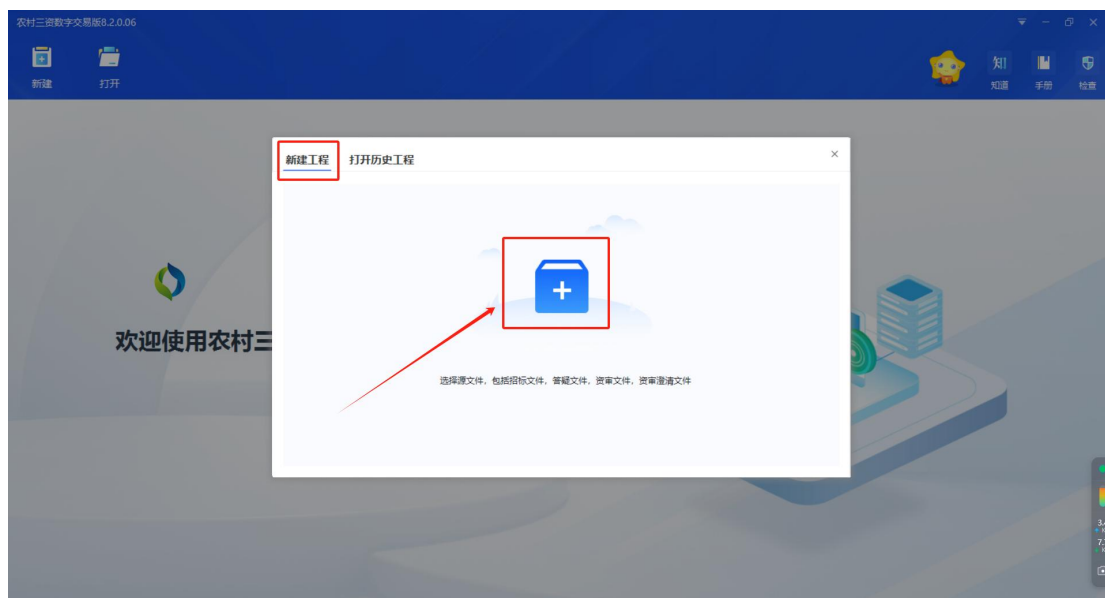 农村三资数字交易版8.2.0.06
新建
打开
知!
知道
手册
检查
新建工程
打开历史工程
欢迎使用农村三
选择源文件，包括招标文件，答疑文件，资审文件，资审澄清文件